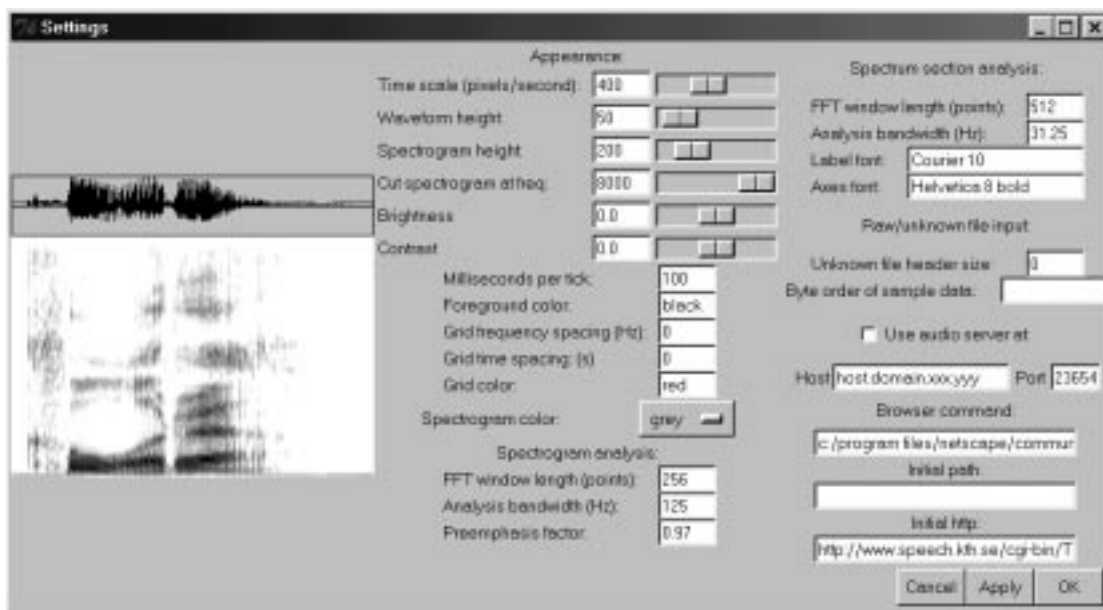 Settings
Appearance:
Time scale (pixels/second): 400
Waveform height: 50
Spectrogram height: 200
Cut spectrogram at freq: 8000
Brightness 0.0
Contrast 0.0
Milliseconds per tick: 100
Foreground color: black
Grid frequency spacing (Hz): 0
Grid time spacing: (s) 0
Grid color: red
Spectrogram color: grey
Spectrogram analysis:
FFT window length (points): 256
Analysis bandwidth (Hz): 125
Preemphasis factor: 0.97
Spectrum section analysis:
FFT window length (points): 512
Analysis bandwidth (Hz): 31.25
Label font: Courier 10
Axes font: Helvetica 8 bold
Raw/unknown file input
Unknown file header size: 0
Byte order of sample data:
Use audio server at
Host host.domain.xxx.yyy Port 23654
Browser command:
c:/program files/netscape/commur
Initial path:
Initial http:
http://www.speech.kth.se/cgi-bin/T
Cancel Apply OK